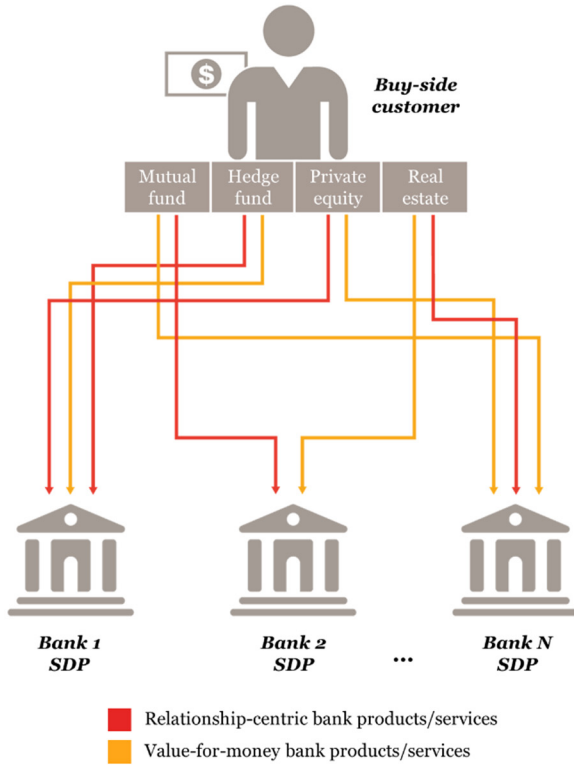 $
Buy-side
customer
Mutual
fund
Hedge
fund
Private
equity
Real
estate
Bank 1
SDP
Bank 2
SDP
...
Bank N
SDP
Relationship-centric bank products/services
Value-for-money bank products/services